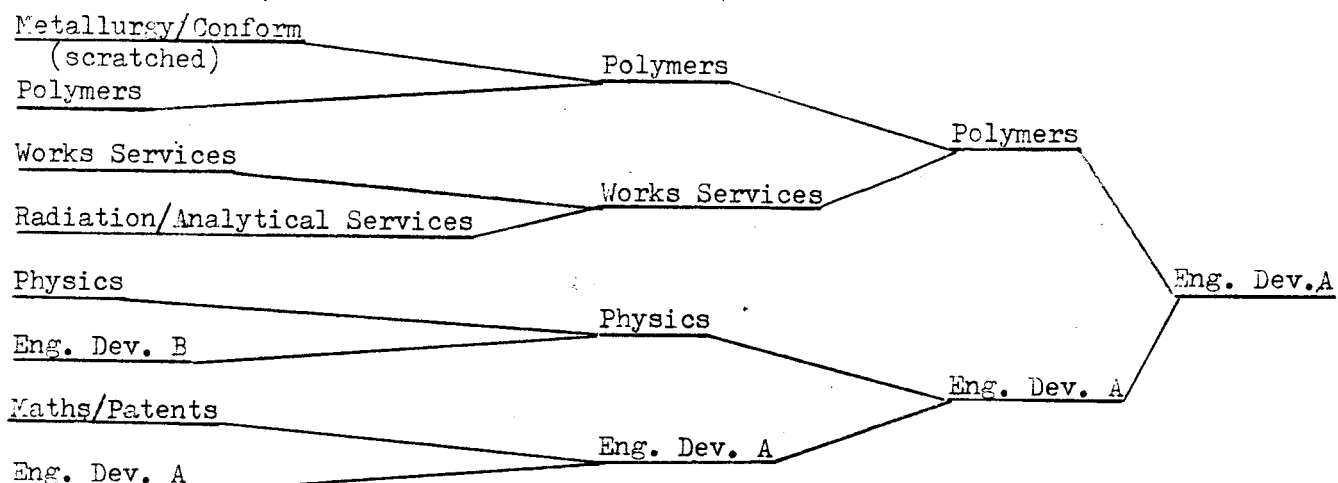 Metallurgy/Conform
(scratched)
Polymers
Works Services
Radiation/Analytical Services
Physics
Eng. Dev. B
Maths/Patents
Eng. Dev. A
Polymers
Works Services
Physics
Eng. Dev. A
Polymers
Eng. Dev. A
Eng. Dev.A